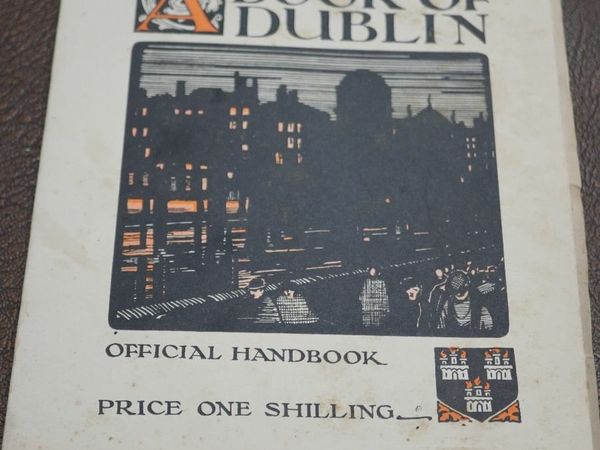 A BOOK OF
DUBLIN
OFFICIAL HANDBOOK
PRICE ONE SHILLING